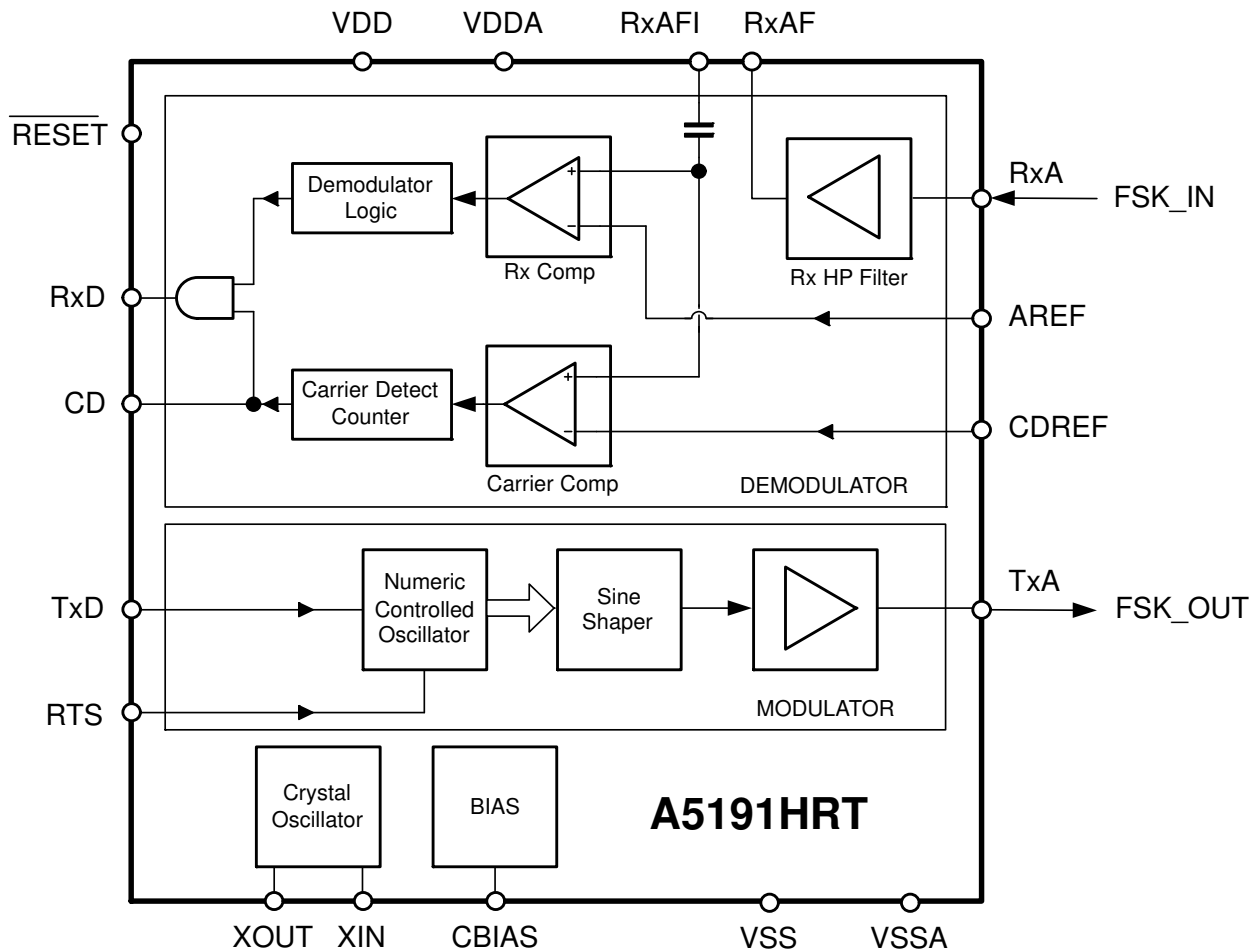 VDD
VDDA
RxAFI
RxAF
RESET
Demodulator
Logic
+
−
Rx Comp
Rx HP Filter
RxA
FSK_IN
RxD
AREF
CD
Carrier Detect
Counter
+
−
Carrier Comp
CDREF
DEMODULATOR
TxD
Numeric
Controlled
Oscillator
Sine
Shaper
TxA
FSK_OUT
RTS
MODULATOR
Crystal
Oscillator
BIAS
A5191HRT
XOUT
XIN
CBIAS
VSS
VSSA